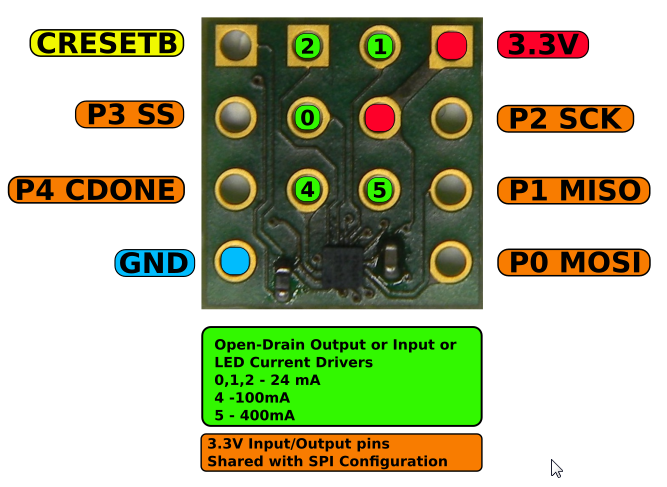 CRESETB 2 1 3.3V
P3 SS 0 P2 SCK
P4 CDONE 4 5 P1 MISO
GND P0 MOSI
Open-Drain Output or Input or
LED Current Drivers
0,1,2 - 24 mA
4 -100mA
5 - 400mA
3.3V Input/Output pins
Shared with SPI Configuration